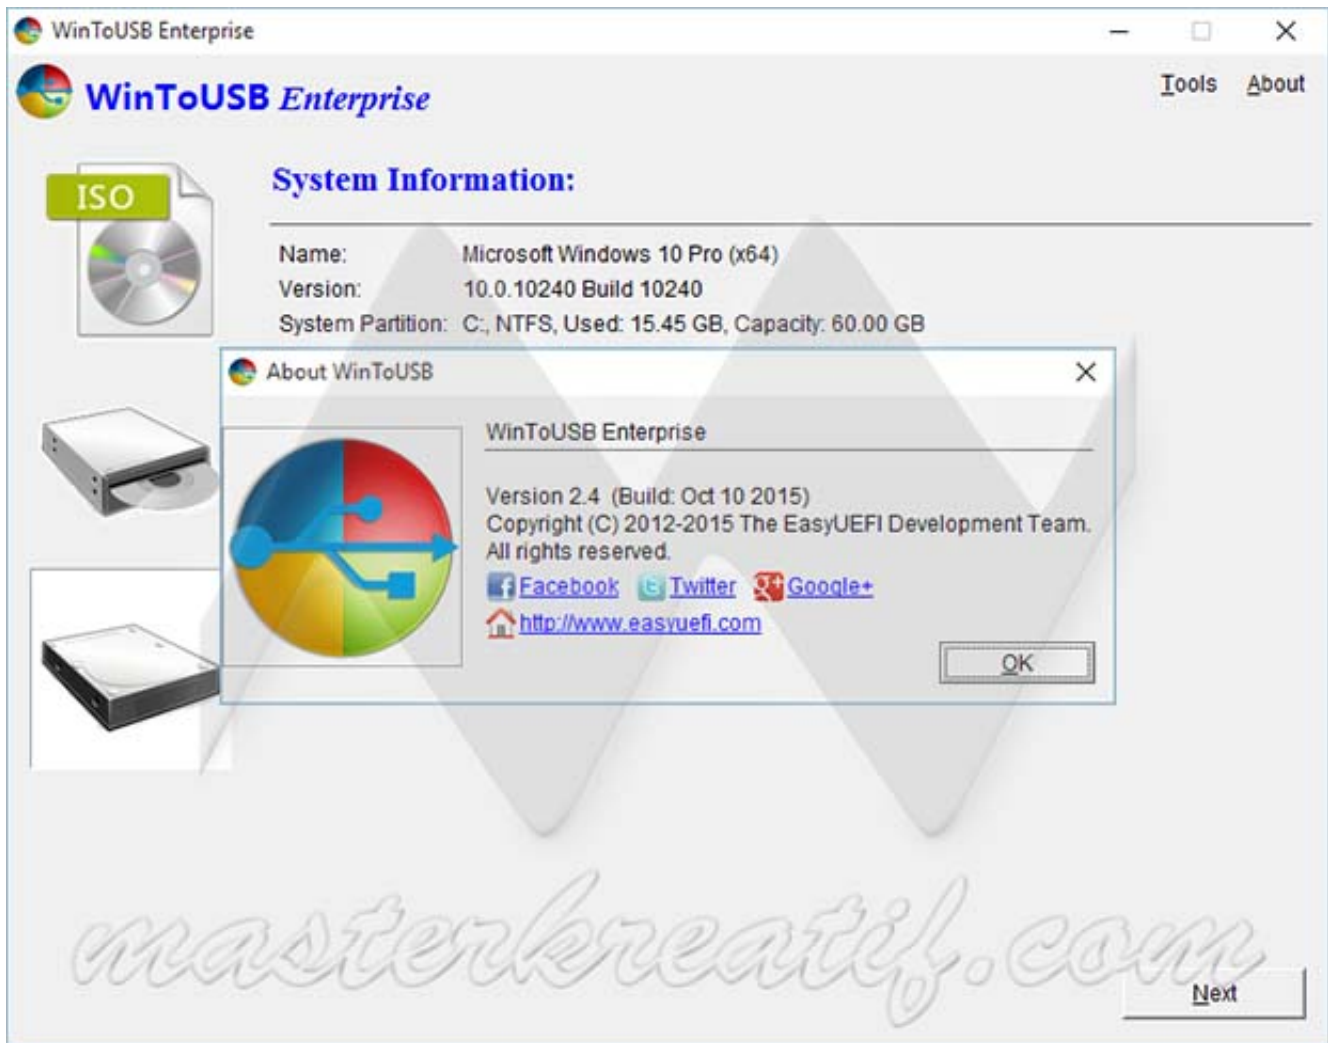 WinToUSB Enterprise
WinToUSB Enterprise
Tools About
ISO
System Information:
Name: Microsoft Windows 10 Pro (x64)
Version: 10.0.10240 Build 10240
System Partition: C:, NTFS, Used: 15.45 GB, Capacity: 60.00 GB
About WinToUSB
WinToUSB Enterprise
Version 2.4 (Build: Oct 10 2015)
Copyright (C) 2012-2015 The EasyUEFI Development Team.
All rights reserved.
Facebook Twitter Google+
http://www.easyuefi.com
OK
masterkreatif.com
Next